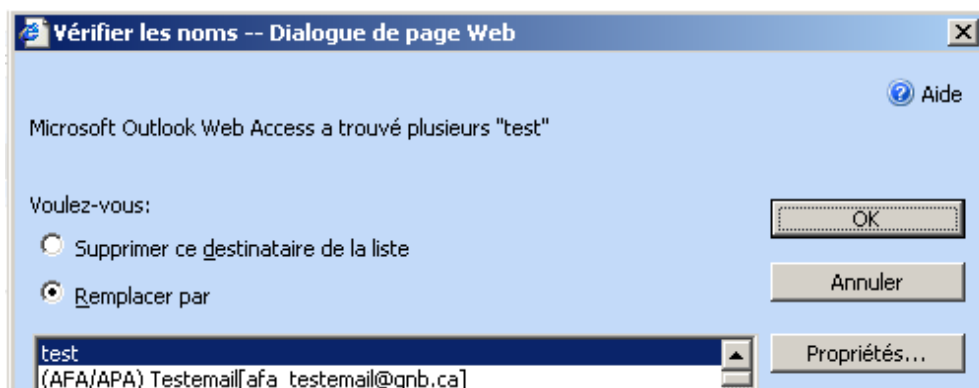 Vérifier les noms -- Dialogue de page Web
Aide
Microsoft Outlook Web Access a trouvé plusieurs "test"
Voulez-vous:
OK
Supprimer ce destinataire de la liste
Annuler
Remplacer par
test
Propriétés...
(AFA/APA) Testemail[afa_testemail@gnb.ca]